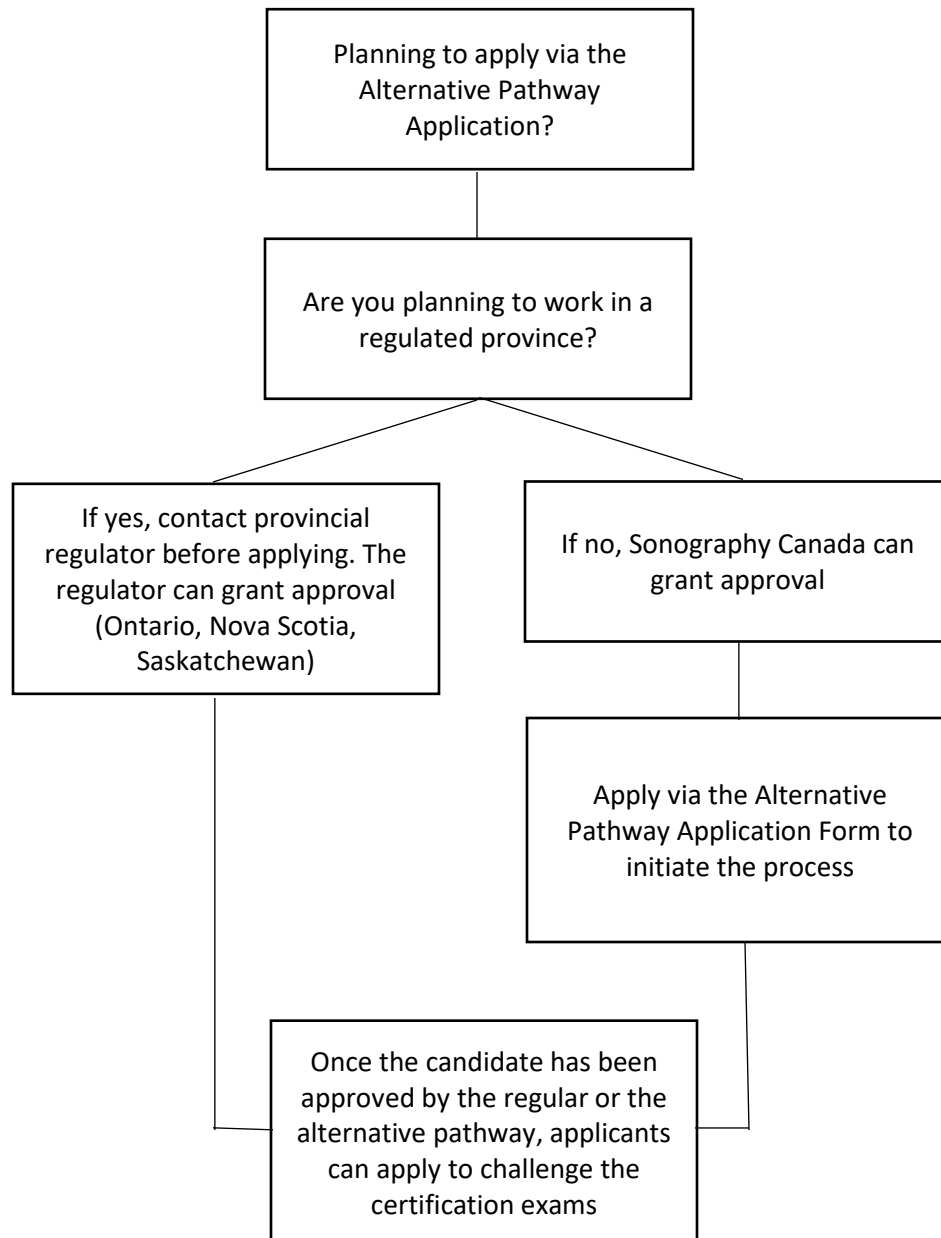 Planning to apply via the
Alternative Pathway
Application?
Are you planning to work in a
regulated province?
If yes, contact provincial
regulator before applying. The
regulator can grant approval
(Ontario, Nova Scotia,
Saskatchewan)
If no, Sonography Canada can
grant approval
Apply via the Alternative
Pathway Application Form to
initiate the process
Once the candidate has been
approved by the regular or the
alternative pathway, applicants
can apply to challenge the
certification exams